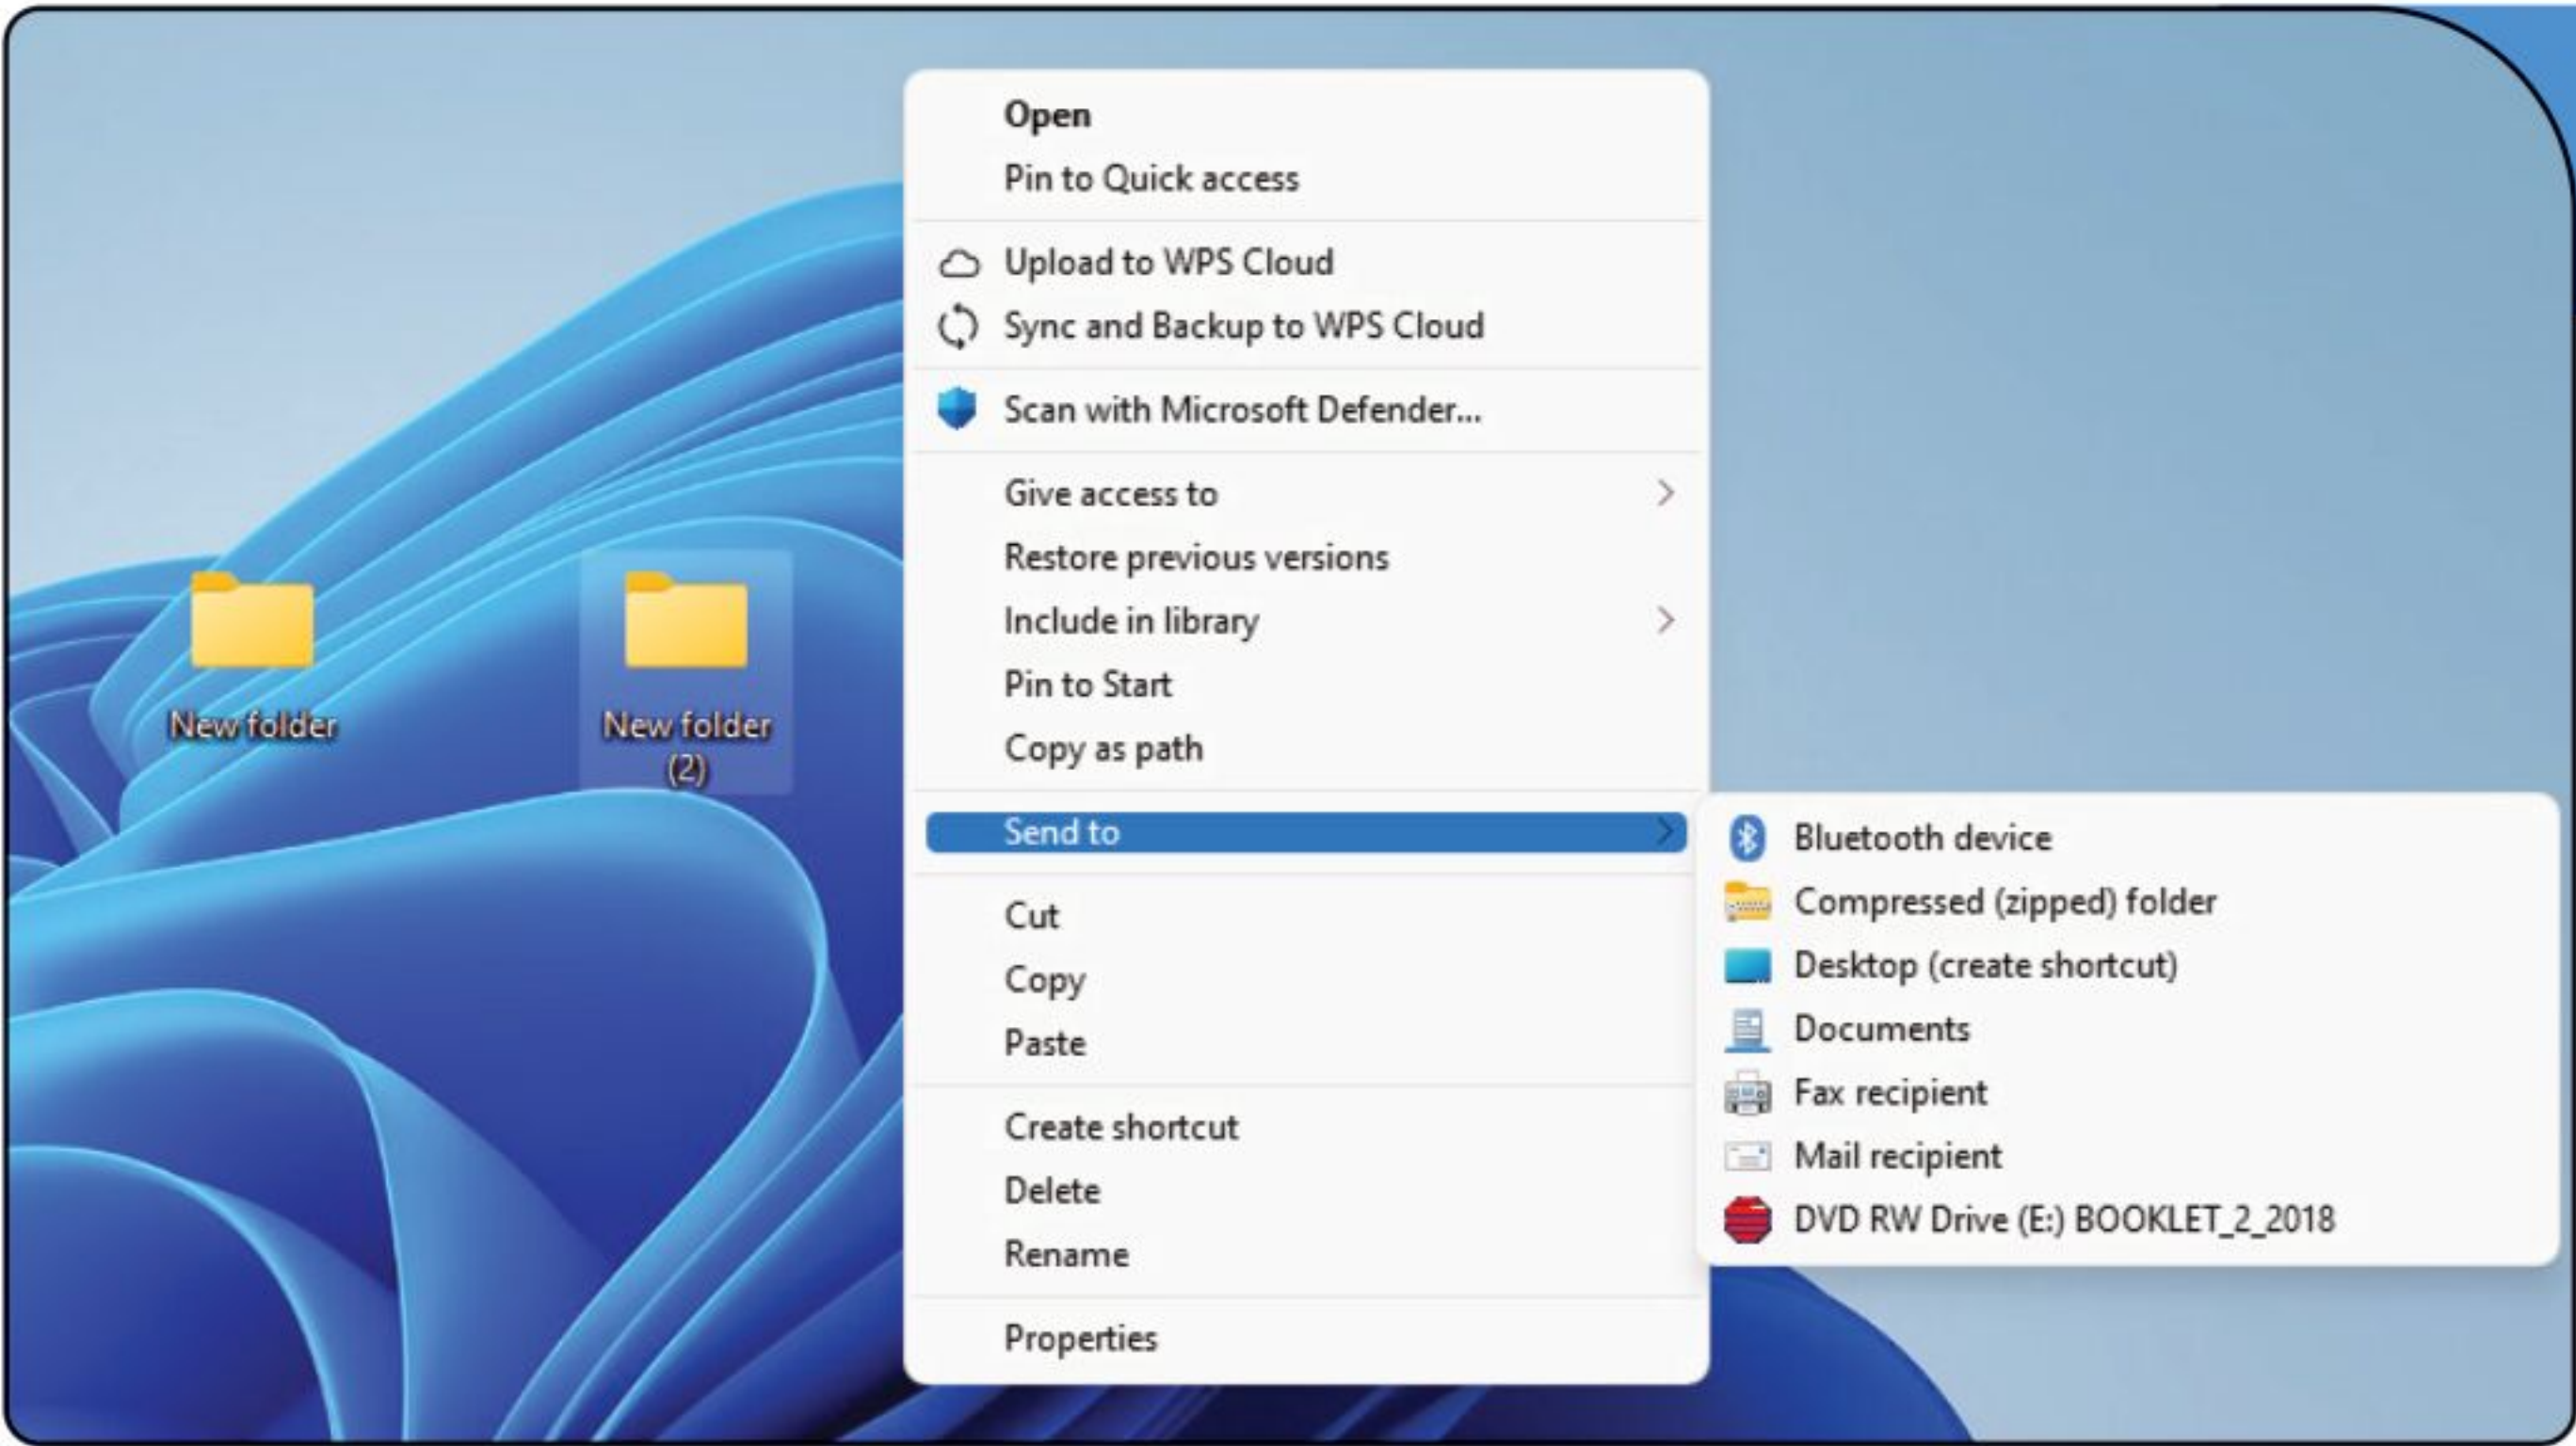 Open
Pin to Quick access
Upload to WPS Cloud
Sync and Backup to WPS Cloud
Scan with Microsoft Defender...
Give access to
Restore previous versions
Include in library
Pin to Start
Copy as path
Send to
Cut
Copy
Paste
Create shortcut
Delete
Rename
Properties
New folder
New folder
(2)
Bluetooth device
Compressed (zipped) folder
Desktop (create shortcut)
Documents
Fax recipient
Mail recipient
DVD RW Drive (E:) BOOKLET_2_2018